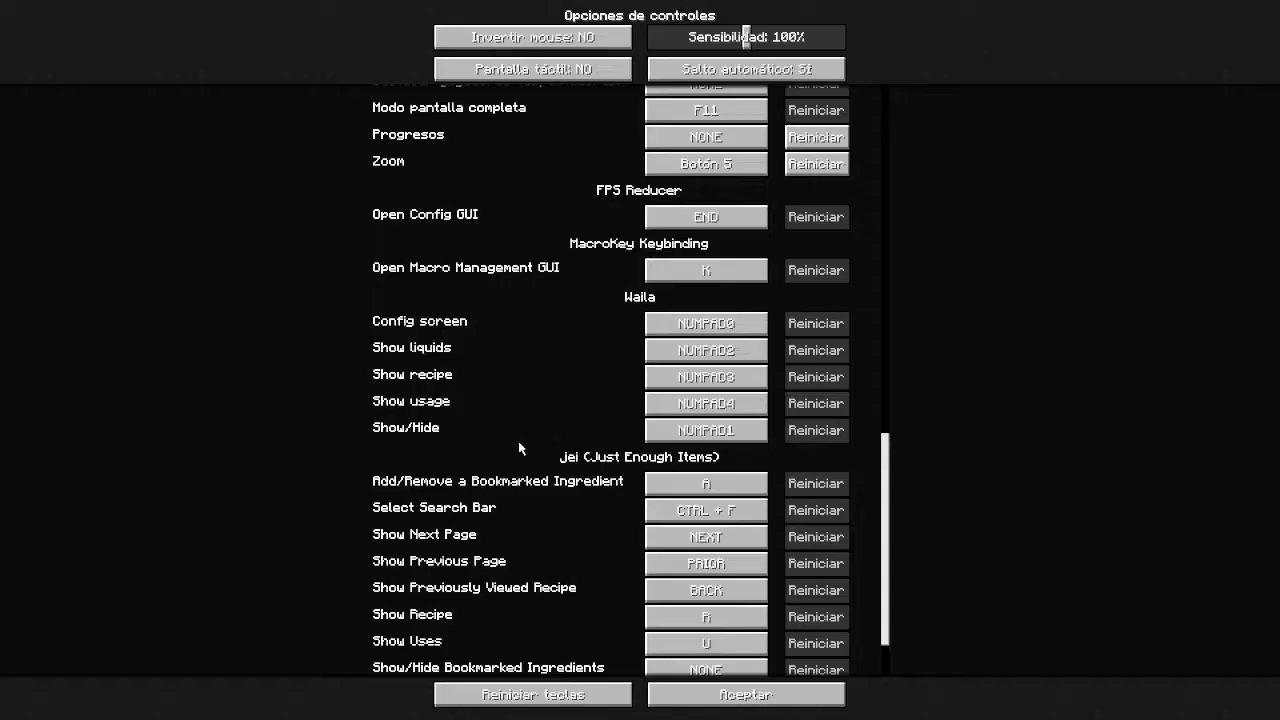 Opciones de controles
Invertir mouse: NO
Sensibilidad: 100%
Pantalla táctil: NO
Salto automático: SÍ
NONE Reiniciar
Modo pantalla completa F11 Reiniciar
Progresos NONE Reiniciar
Zoom Botón 5 Reiniciar
FPS Reducer
Open Config GUI END Reiniciar
MacroKey Keybinding
Open Macro Management GUI K Reiniciar
Waila
Config screen NUMPAD0 Reiniciar
Show liquids NUMPAD2 Reiniciar
Show recipe NUMPAD3 Reiniciar
Show usage NUMPAD4 Reiniciar
Show/Hide NUMPAD1 Reiniciar
jei (Just Enough Items)
Add/Remove a Bookmarked Ingredient A Reiniciar
Select Search Bar CTRL + F Reiniciar
Show Next Page NEXT Reiniciar
Show Previous Page PRIOR Reiniciar
Show Previously Viewed Recipe BACK Reiniciar
Show Recipe R Reiniciar
Show Uses U Reiniciar
Show/Hide Bookmarked Ingredients NONE Reiniciar
Reiniciar teclas
Aceptar